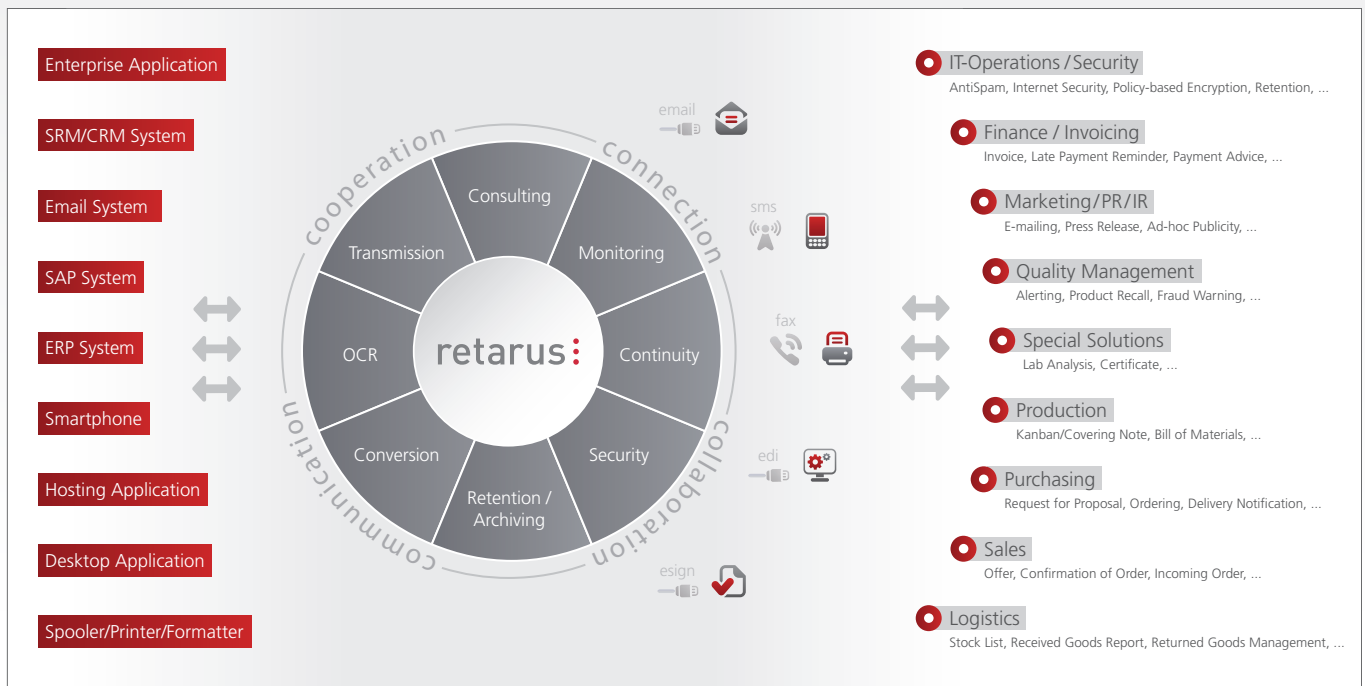 Enterprise Application
SRM/CRM System
Email System
SAP System
ERP System
Smartphone
Hosting Application
Desktop Application
Spooler/Printer/Formatter
cooperation
connection
collaboration
communication
Consulting
Monitoring
Continuity
Security
Retention /
Archiving
Conversion
OCR
Transmission
retarus
email
sms
fax
edi
esign
IT-Operations / Security
AntiSpam, Internet Security, Policy-based Encryption, Retention, ...
Finance / Invoicing
Invoice, Late Payment Reminder, Payment Advice, ...
Marketing/PR/IR
E-mailing, Press Release, Ad-hoc Publicity, ...
Quality Management
Alerting, Product Recall, Fraud Warning, ...
Special Solutions
Lab Analysis, Certificate, ...
Production
Kanban/Covering Note, Bill of Materials, ...
Purchasing
Request for Proposal, Ordering, Delivery Notification, ...
Sales
Offer, Confirmation of Order, Incoming Order, ...
Logistics
Stock List, Received Goods Report, Returned Goods Management, ...